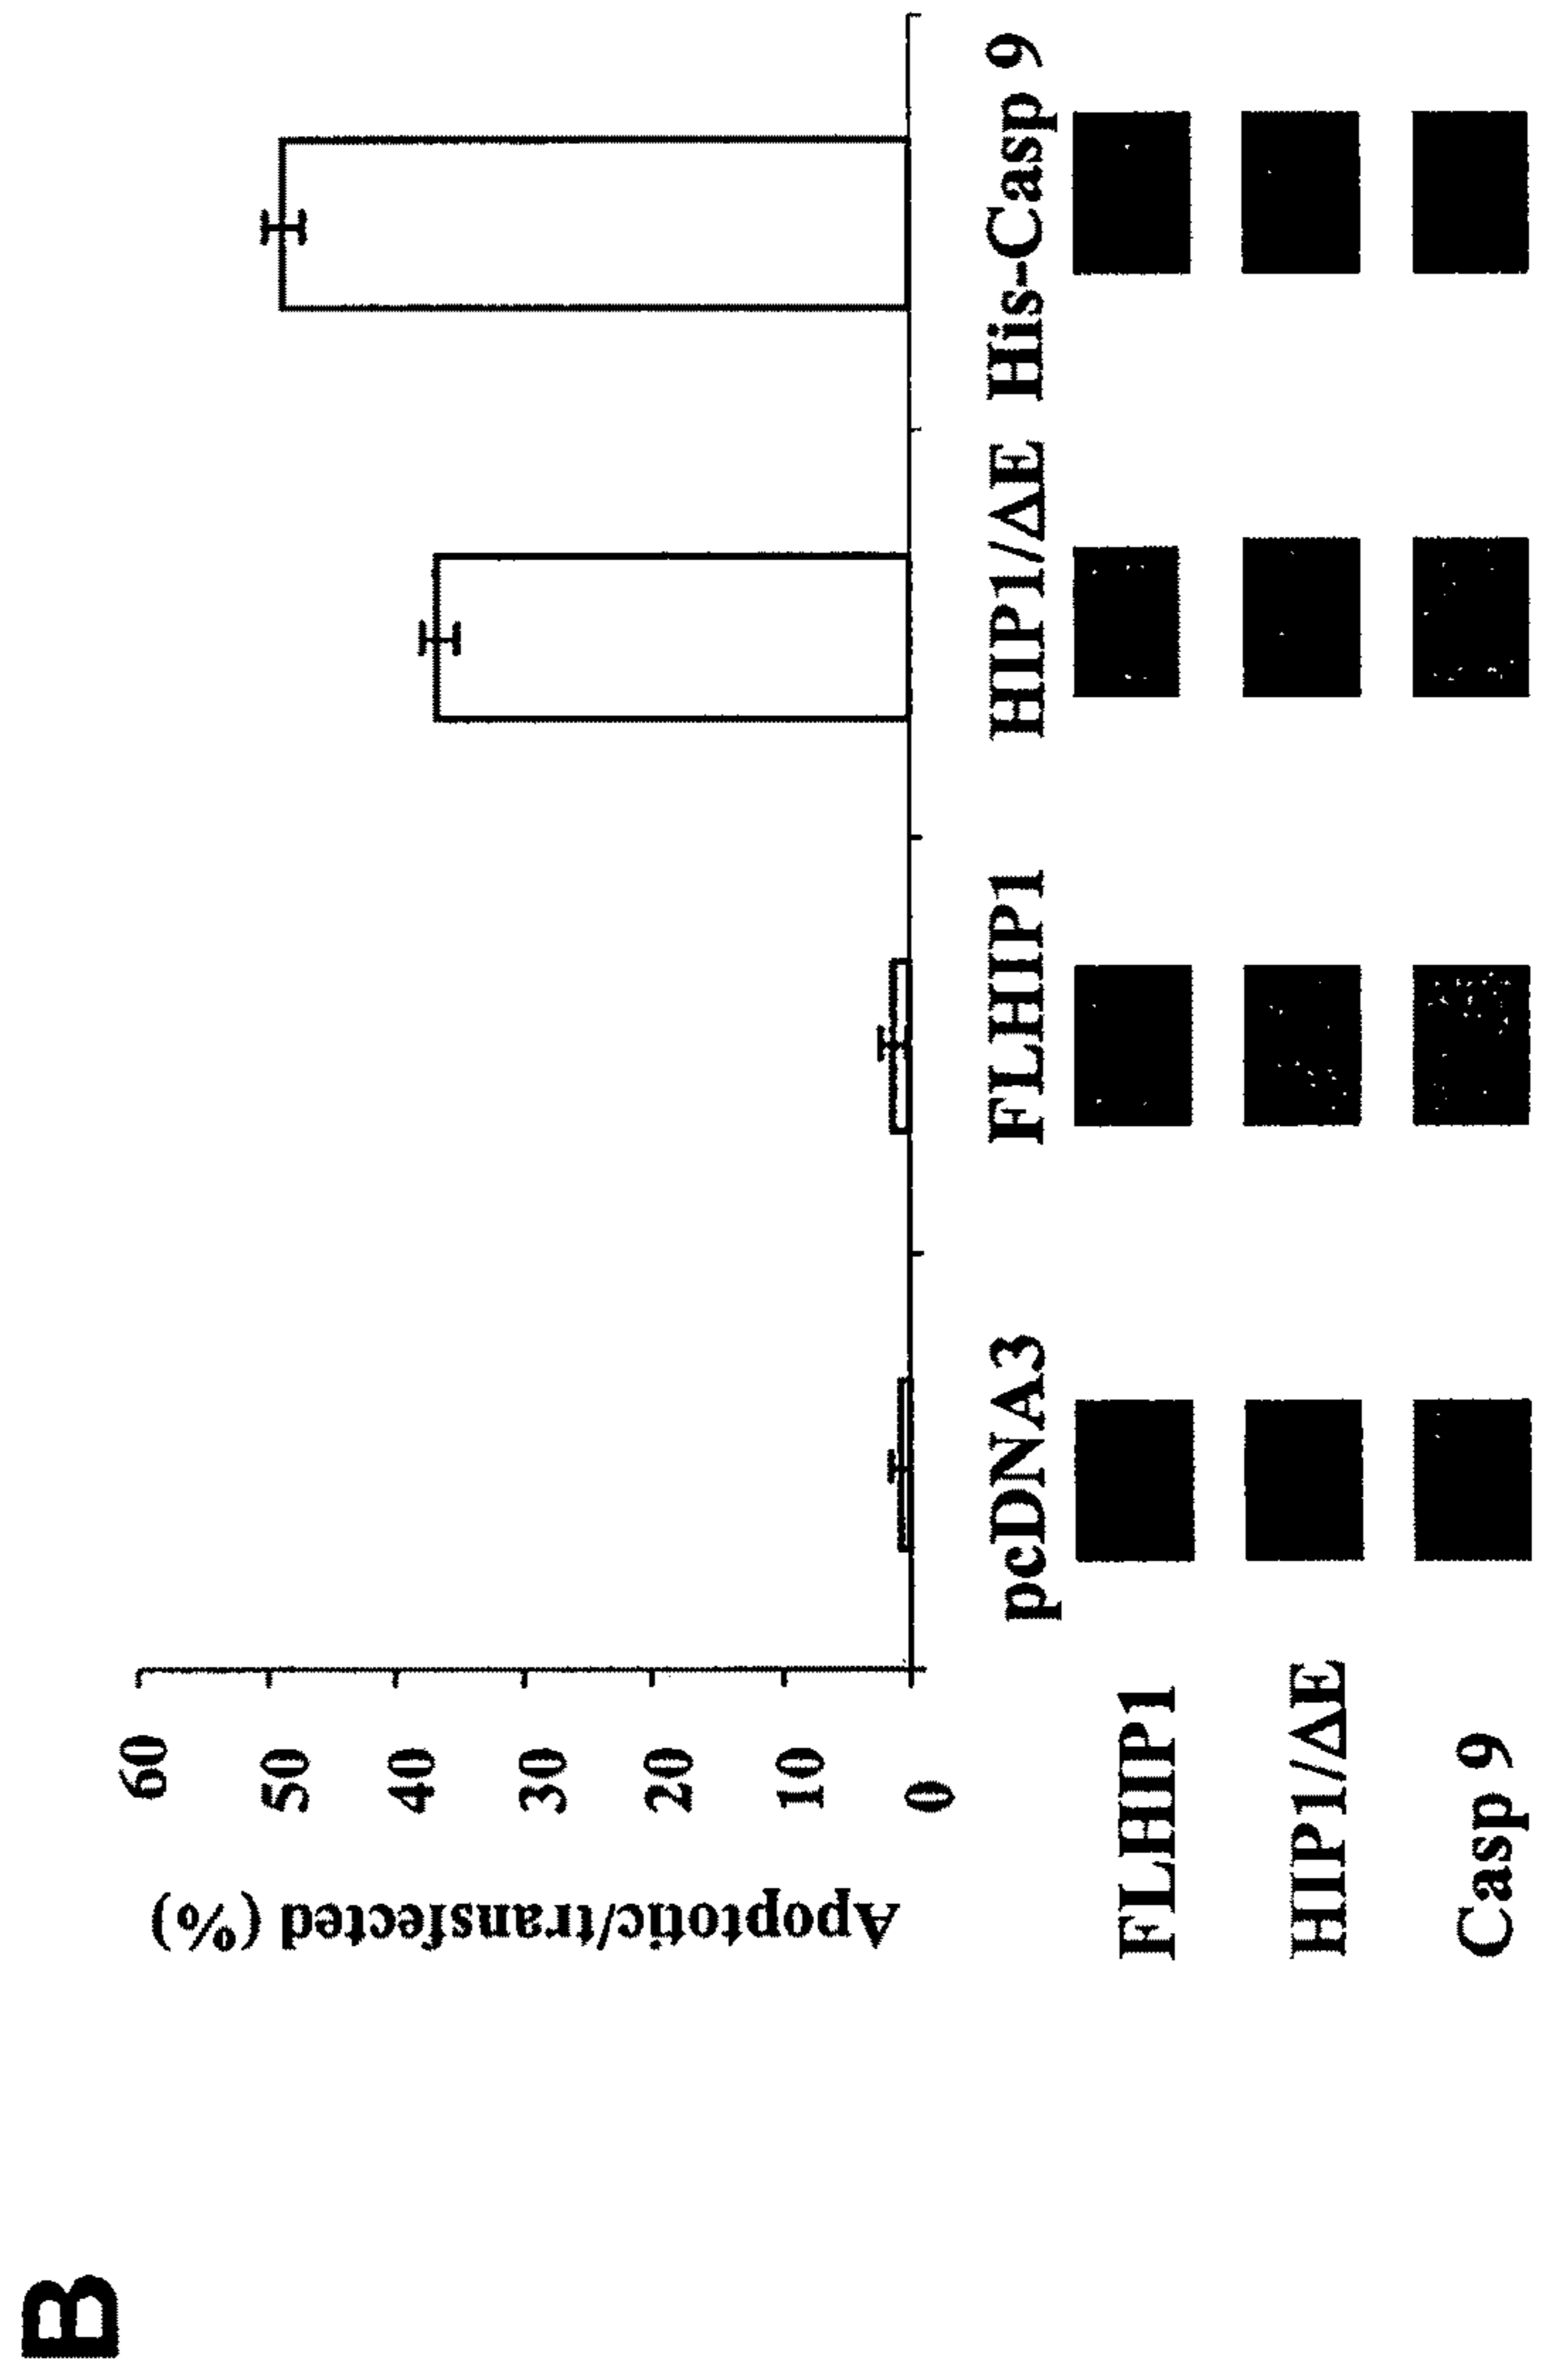 B
Apoptotic/transfected (%)
60
50
40
30
20
10
0
pcDNA3 FLHIP1 HIP1/ΔE His-Casp 9
FLHIP1
HIP1/ΔE
Casp 9